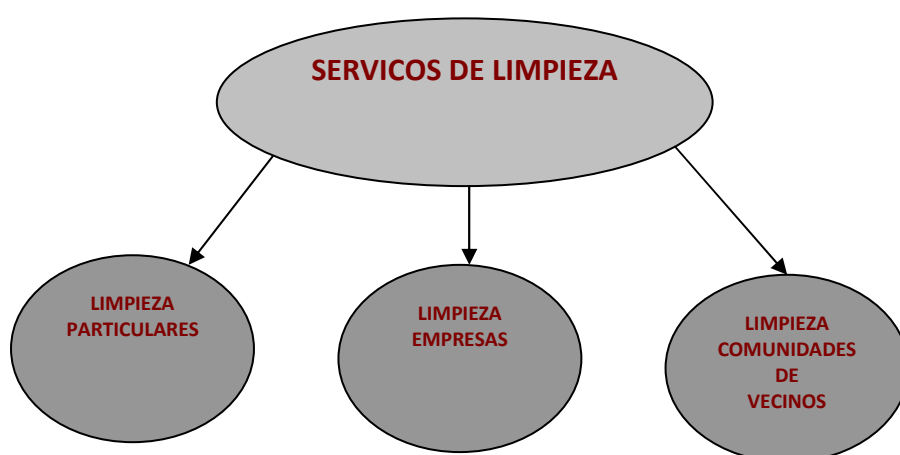 SERVICOS DE LIMPIEZA
LIMPIEZA
PARTICULARES
LIMPIEZA
EMPRESAS
LIMPIEZA
COMUNIDADES
DE
VECINOS